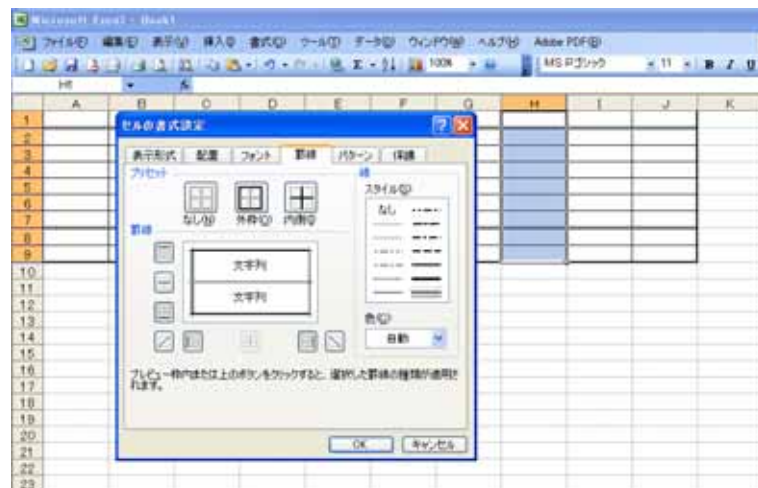 Microsoft Excel - Book1
ファイル(F) 編集(E) 表示(V) 挿入(I) 書式(O) ツール(T) データ(D) ウィンドウ(W) ヘルプ(H) Adobe PDF(B)
100% MS Pゴシック 11 B I U
H1 fx
A B C D E F G H I J K
1
2
3
4
5
6
7
8
9
10
11
12
13
14
15
16
17
18
19
20
21
22
23
セルの書式設定
表示形式 配置 フォント 罫線 パターン 保護
プリセット
なし(N) 外枠(O) 内側(I)
罫線
文字列
文字列
線
スタイル(S)
なし
色(C)
自動
プレビュー枠内または上のボタンをクリックすると、選択した罫線の種類が適用されます。
OK キャンセル